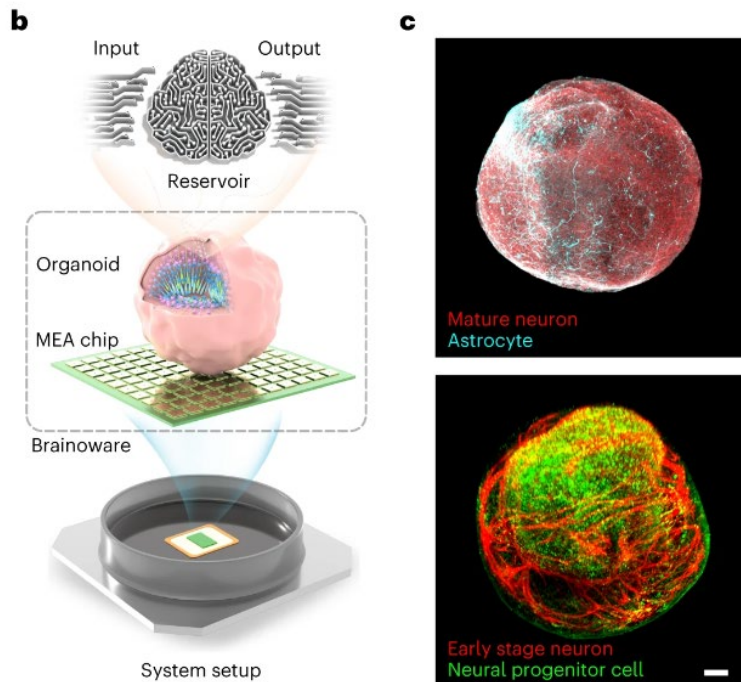 b
Input
Output
Reservoir
Organoid
MEA chip
Brainoware
System setup
c
Mature neuron
Astrocyte
Early stage neuron
Neural progenitor cell